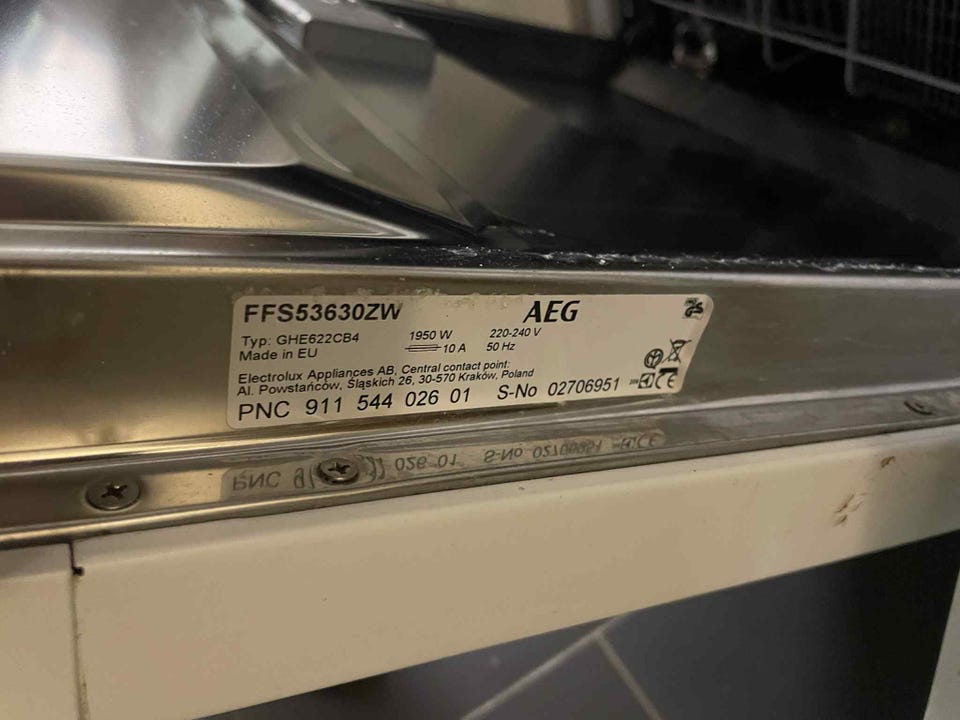 FFS53630ZW AEG
Typ: GHE622CB4 1950 W 220-240 V
Made in EU 10 A 50 Hz
Electrolux Appliances AB, Central contact point:
Al. Powstańców, Śląskich 26, 30-570 Kraków, Poland
PNC 911 544 026 01 S-No 02706951 CE